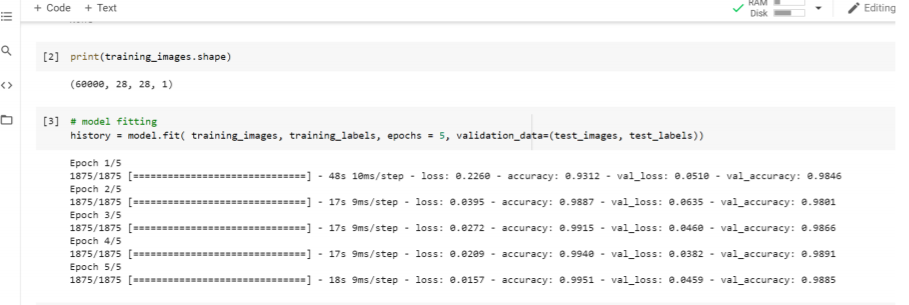 + Code + Text
RAM
Disk
Editing
[2] print(training_images.shape)
(60000, 28, 28, 1)
[3] # model fitting
history = model.fit( training_images, training_labels, epochs = 5, validation_data=(test_images, test_labels))
Epoch 1/5
1875/1875 [==============================] - 48s 10ms/step - loss: 0.2260 - accuracy: 0.9312 - val_loss: 0.0510 - val_accuracy: 0.9846
Epoch 2/5
1875/1875 [==============================] - 17s 9ms/step - loss: 0.0395 - accuracy: 0.9887 - val_loss: 0.0635 - val_accuracy: 0.9801
Epoch 3/5
1875/1875 [==============================] - 17s 9ms/step - loss: 0.0272 - accuracy: 0.9915 - val_loss: 0.0460 - val_accuracy: 0.9866
Epoch 4/5
1875/1875 [==============================] - 17s 9ms/step - loss: 0.0209 - accuracy: 0.9940 - val_loss: 0.0382 - val_accuracy: 0.9891
Epoch 5/5
1875/1875 [==============================] - 18s 9ms/step - loss: 0.0157 - accuracy: 0.9951 - val_loss: 0.0459 - val_accuracy: 0.9885